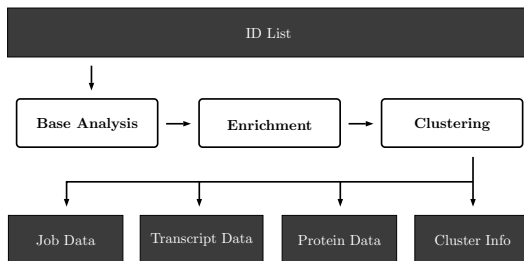 ID List
Base Analysis
Enrichment
Clustering
Job Data
Transcript Data
Protein Data
Cluster Info